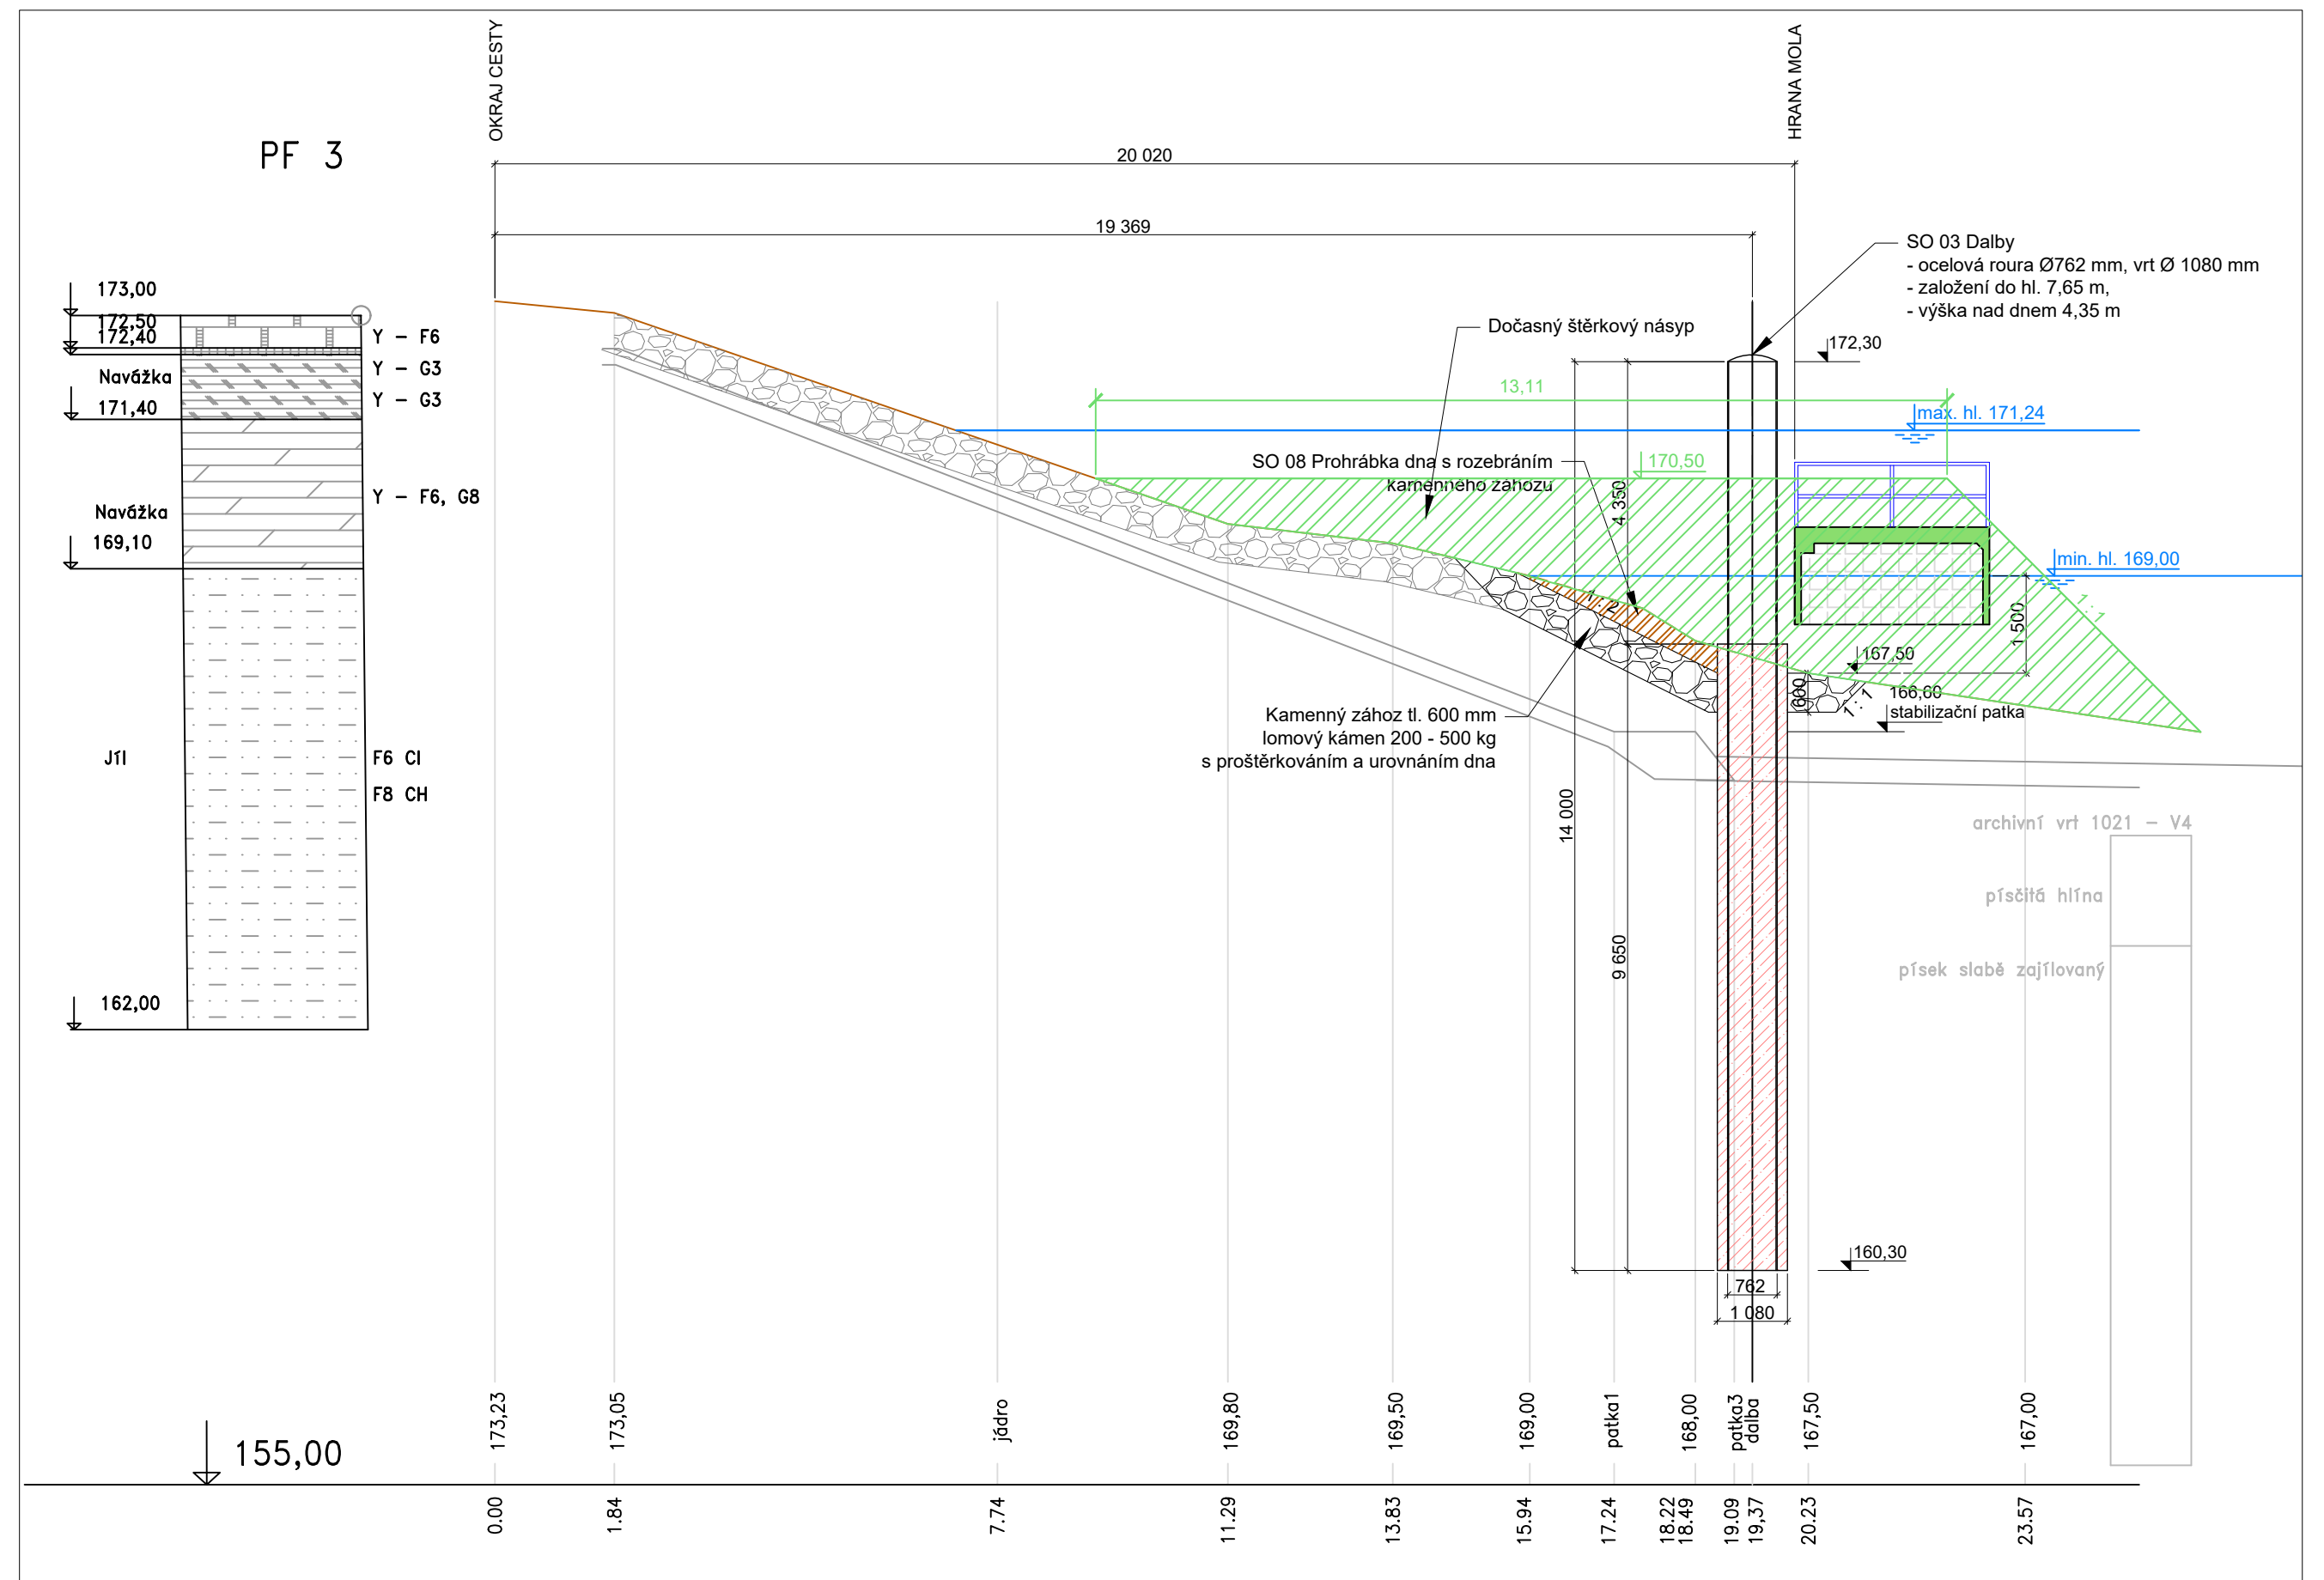 OKRAJ CESTY
HRANA MOLA
PF 3
20 020
19 369
SO 03 Dalby
- ocelová roura Ø762 mm, vrt Ø 1080 mm
- založení do hl. 7,65 m,
- výška nad dnem 4,35 m
173,00
172,50
172,40
Y - F6
Y - G3
Navážka
Y - G3
171,40
Y - F6, G8
Navážka
169,10
Jíl
F6 CI
F8 CH
162,00
Dočasný štěrkový násyp
172,30
13,11
max. hl. 171,24
SO 08 Prohrábka dna s rozebráním
kamenného záhozu
170,50
4 350
min. hl. 169,00
1 : 2
1 : 1
1 500
167,50
600
1 : 1
166,60
stabilizační patka
Kamenný zához tl. 600 mm
lomový kámen 200 - 500 kg
s proštěrkováním a urovnáním dna
14 000
9 650
archivní vrt 1021 - V4
písčitá hlína
písek slabě zajílovaný
160,30
762
1 080
173,23
173,05
jádro
169,80
169,50
169,00
patka1
168,00
patka3
dalba
167,50
167,00
155,00
0.00
1.84
7.74
11.29
13.83
15.94
17.24
18.22
18.49
19.09
19,37
20.23
23.57